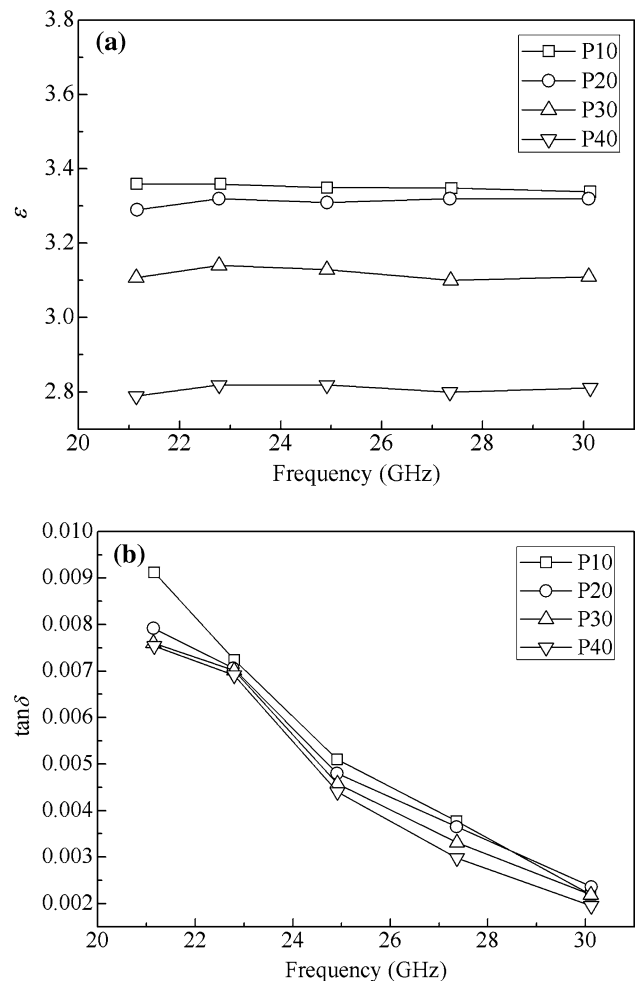 (a)
P10
P20
P30
P40
3.8
3.6
3.4
3.2
3.0
2.8
ε
20 22 24 26 28 30
Frequency (GHz)
(b)
P10
P20
P30
P40
0.010
0.009
0.008
0.007
0.006
0.005
0.004
0.003
0.002
tanδ
20 22 24 26 28 30
Frequency (GHz)